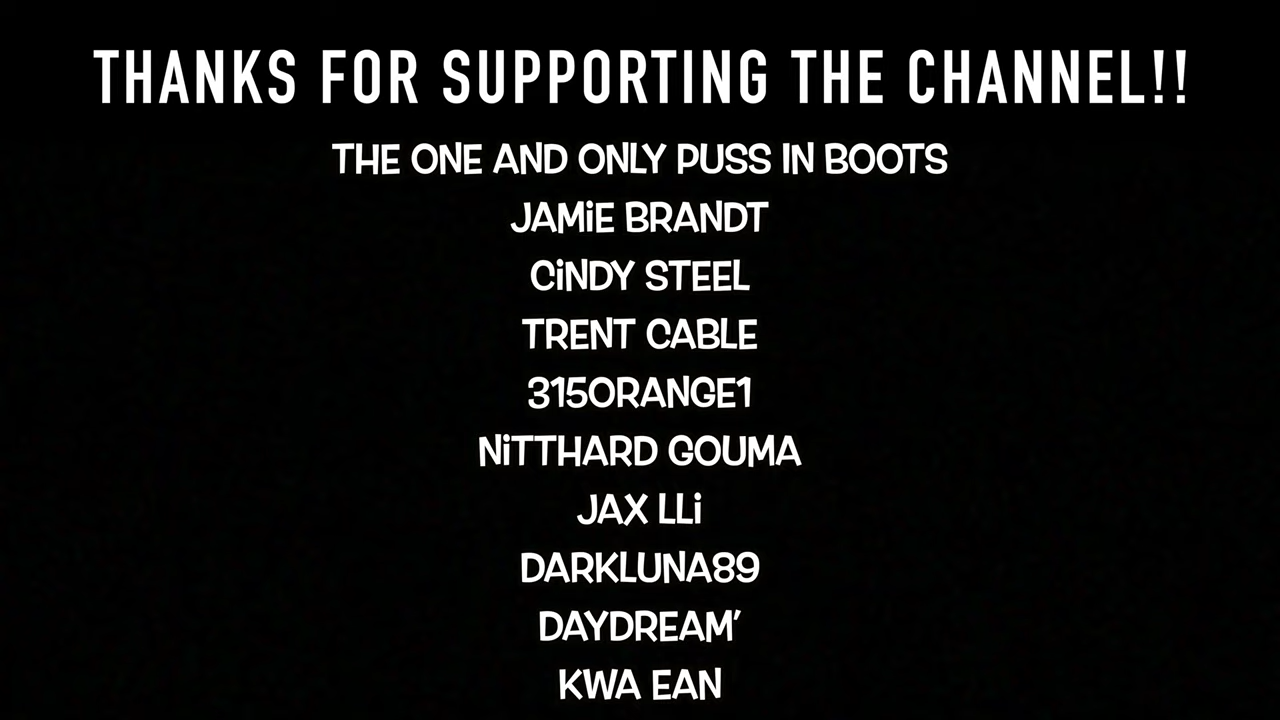 THANKS FOR SUPPORTING THE CHANNEL!!
THE ONE AND ONLY PUSS IN BOOTS
JAMiE BRANDT
CiNDY STEEL
TRENT CABLE
315ORANGE1
NiTTHARD GOUMA
JAX LLi
DARKLUNA89
DAYDREAM'
KWA EAN